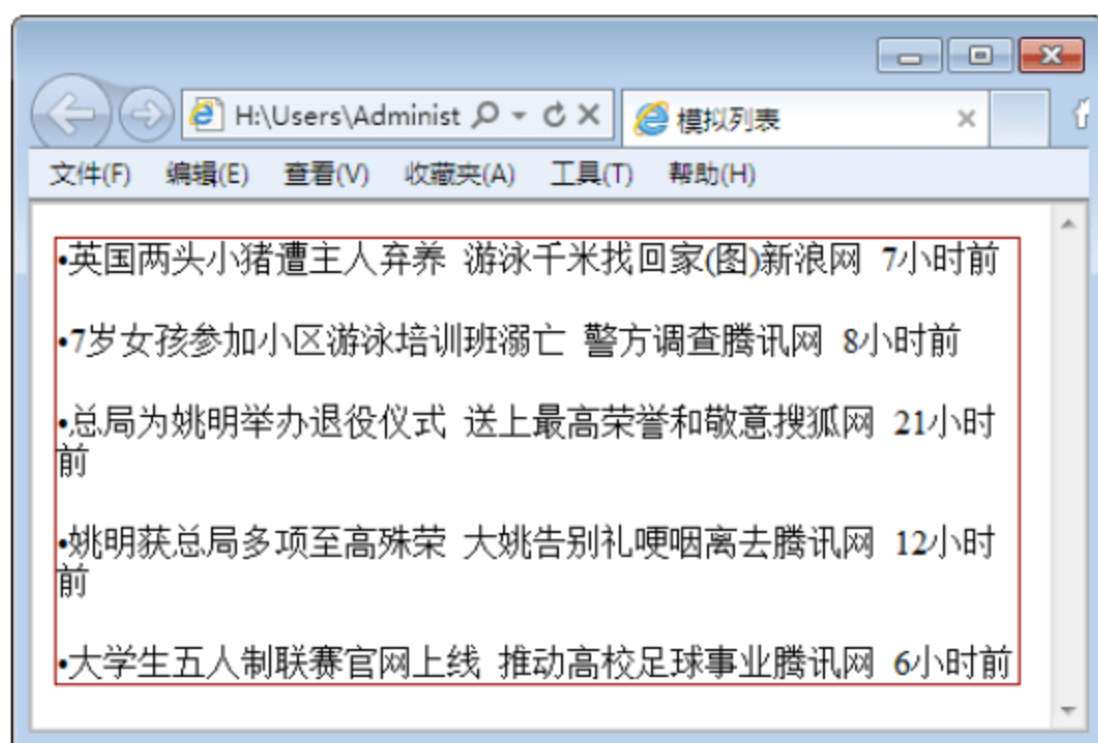 H:\Users\Administ
模拟列表
文件(F) 编辑(E) 查看(V) 收藏夹(A) 工具(T) 帮助(H)
•英国两头小猪遭主人弃养 游泳千米找回家(图)新浪网 7小时前
•7岁女孩参加小区游泳培训班溺亡 警方调查腾讯网 8小时前
•总局为姚明举办退役仪式 送上最高荣誉和敬意搜狐网 21小时
前
•姚明获总局多项至高殊荣 大姚告别礼哽咽离去腾讯网 12小时
前
•大学生五人制联赛官网上线 推动高校足球事业腾讯网 6小时前